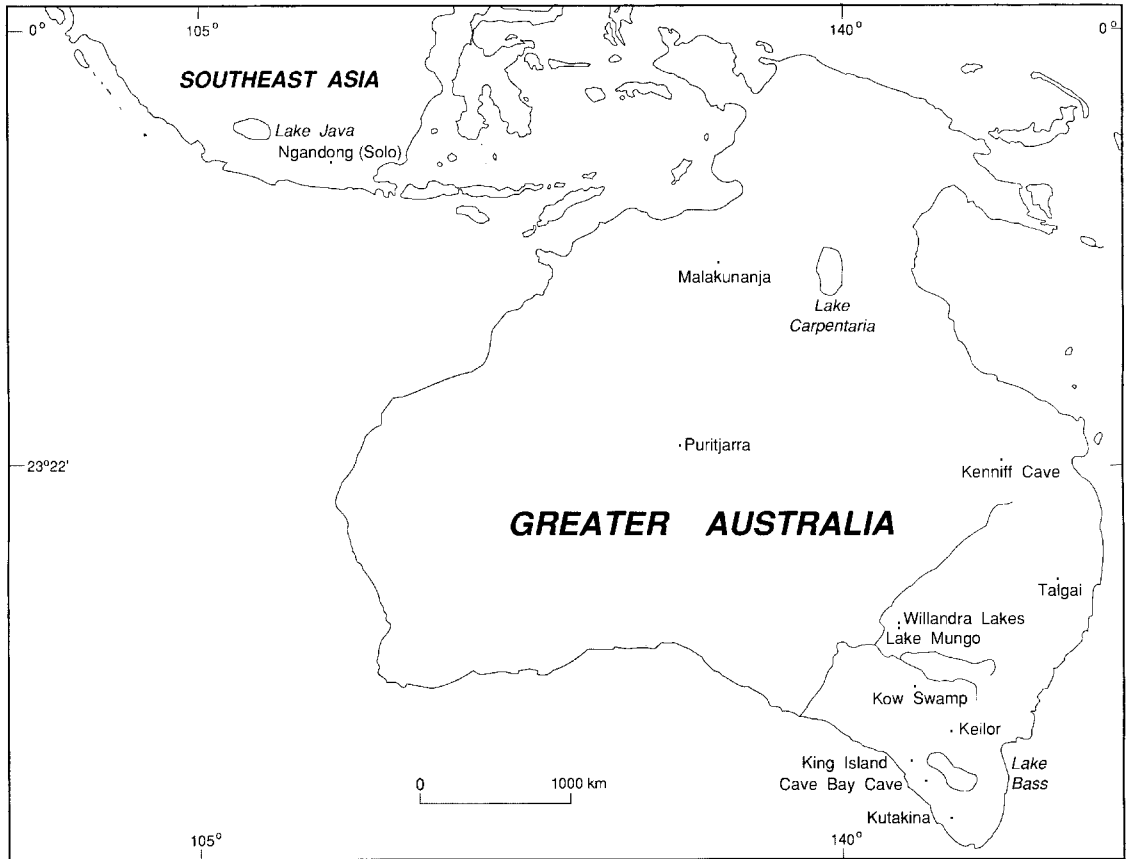 0°
105°
140°
0°
SOUTHEAST ASIA
Lake Java
Ngandong (Solo)
Malakunanja
Lake
Carpentaria
Puritjarra
23°22'
Kenniff Cave
GREATER AUSTRALIA
Talgai
Willandra Lakes
Lake Mungo
Kow Swamp
Keilor
King Island
Lake
Cave Bay Cave
Bass
0
1000 km
Kutakina
105°
140°